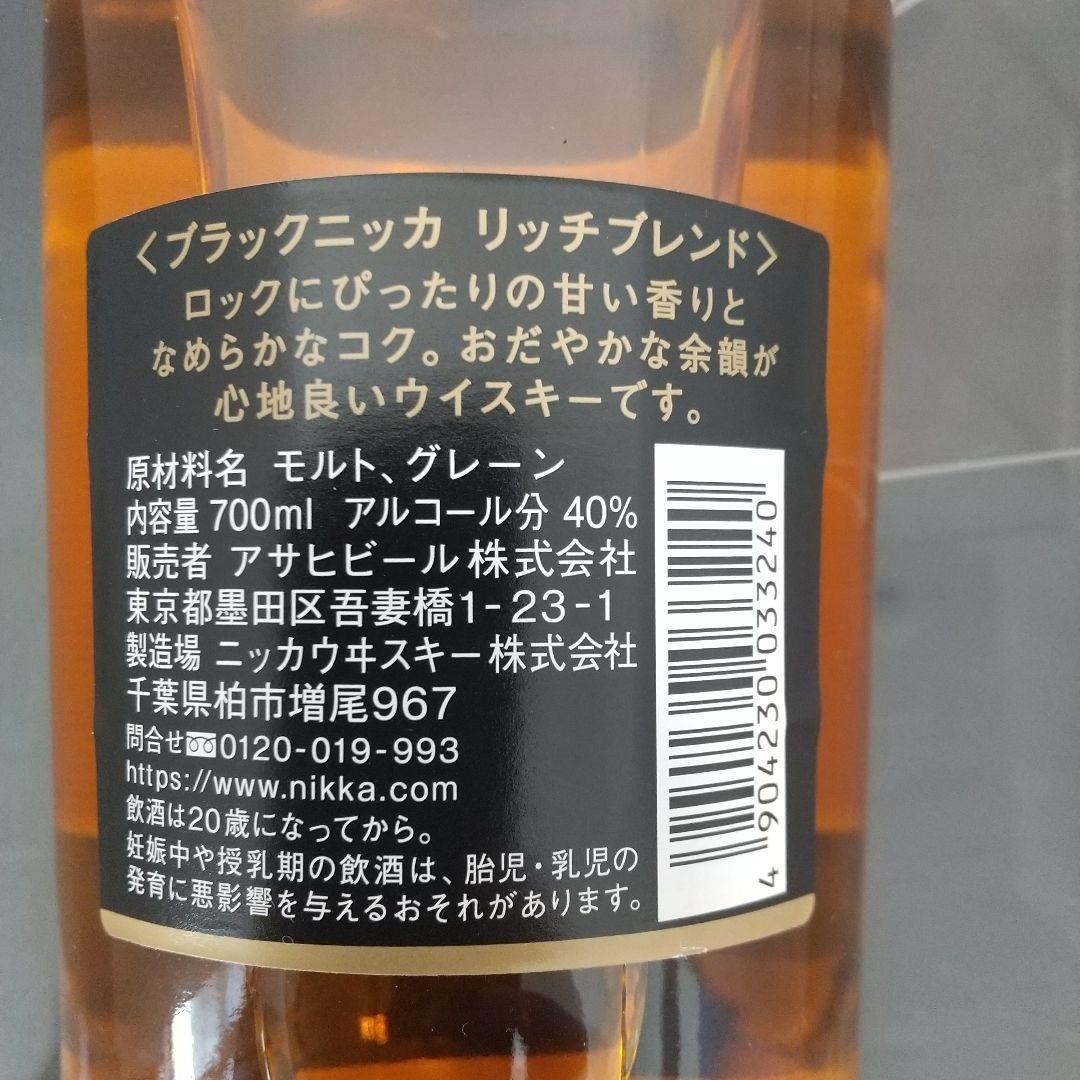 〈ブラックニッカ リッチブレンド〉
ロックにぴったりの甘い香りと
なめらかなコク。おだやかな余韻が
心地良いウイスキーです。
原材料名 モルト、グレーン
内容量 700ml アルコール分 40%
販売者 アサヒビール株式会社
東京都墨田区吾妻橋1-23-1
製造場 ニッカウヰスキー株式会社
千葉県柏市増尾967
問合せ 0120-019-993
https://www.nikka.com
飲酒は20歳になってから。
妊娠中や授乳期の飲酒は、胎児・乳児の
発育に悪影響を与えるおそれがあります。
4 904230 033240